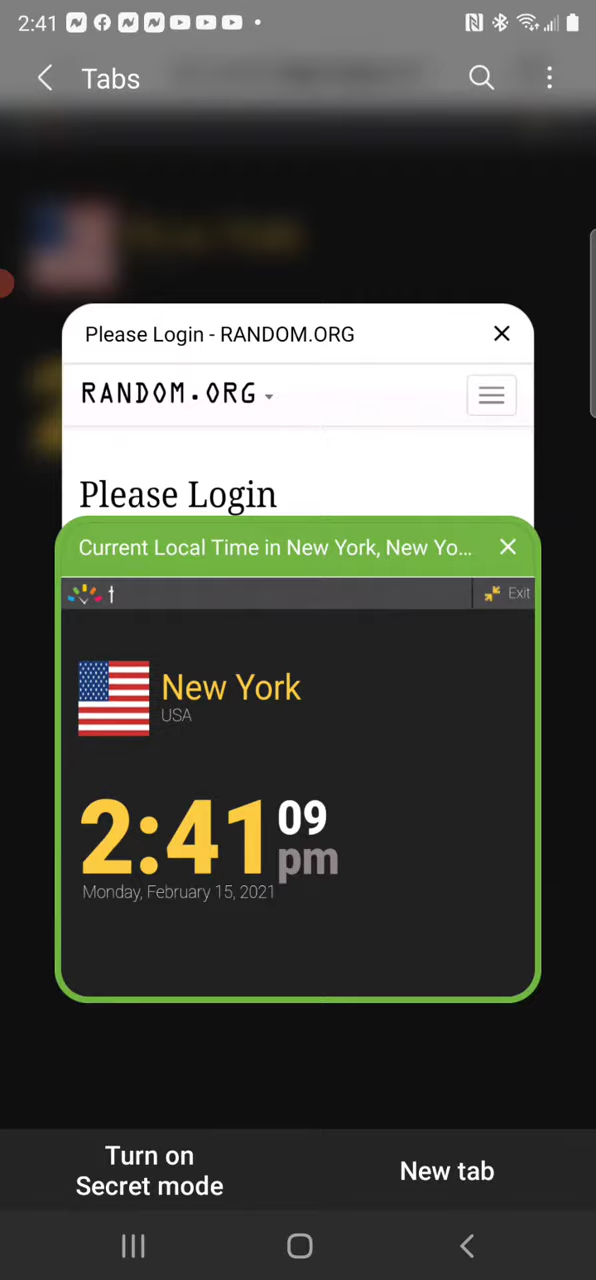 2:41
Tabs
Please Login - RANDOM.ORG
RANDOM.ORG
Please Login
Current Local Time in New York, New Yo...
t
Exit
New York
USA
2:41 09
pm
Monday, February 15, 2021
Turn on
Secret mode
New tab